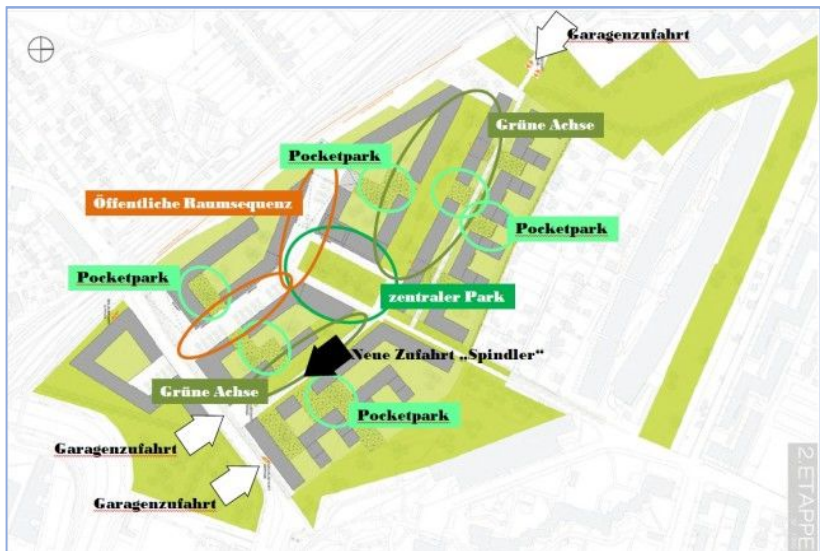 Garagenzufahrt
Grüne Achse
Pocketpark
Öffentliche Raumsequenz
Pocketpark
Pocketpark
zentraler Park
Neue Zufahrt „Spindler“
Grüne Achse
Pocketpark
Garagenzufahrt
Garagenzufahrt
2.ETAPPE